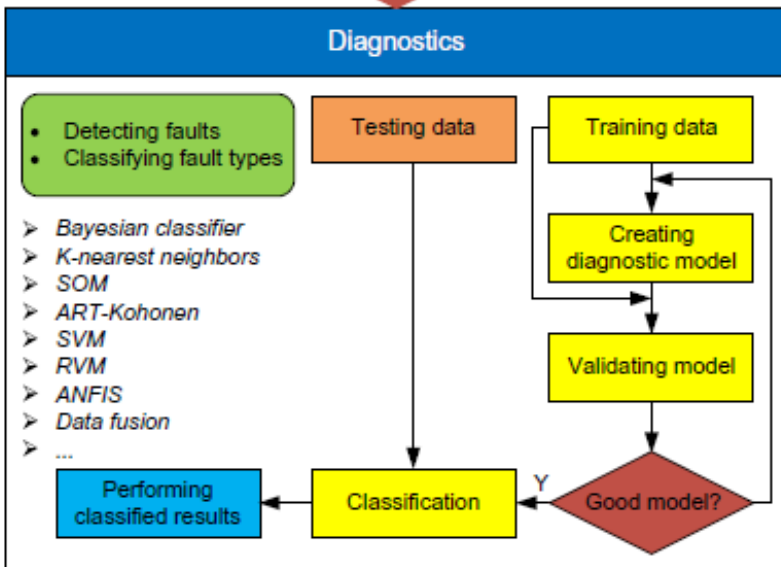 Diagnostics
• Detecting faults
• Classifying fault types
Testing data
Training data
➢ Bayesian classifier
➢ K-nearest neighbors
➢ SOM
➢ ART-Kohonen
➢ SVM
➢ RVM
➢ ANFIS
➢ Data fusion
➢ ...
Creating
diagnostic model
Validating model
Good model?
Y
Classification
Performing
classified results